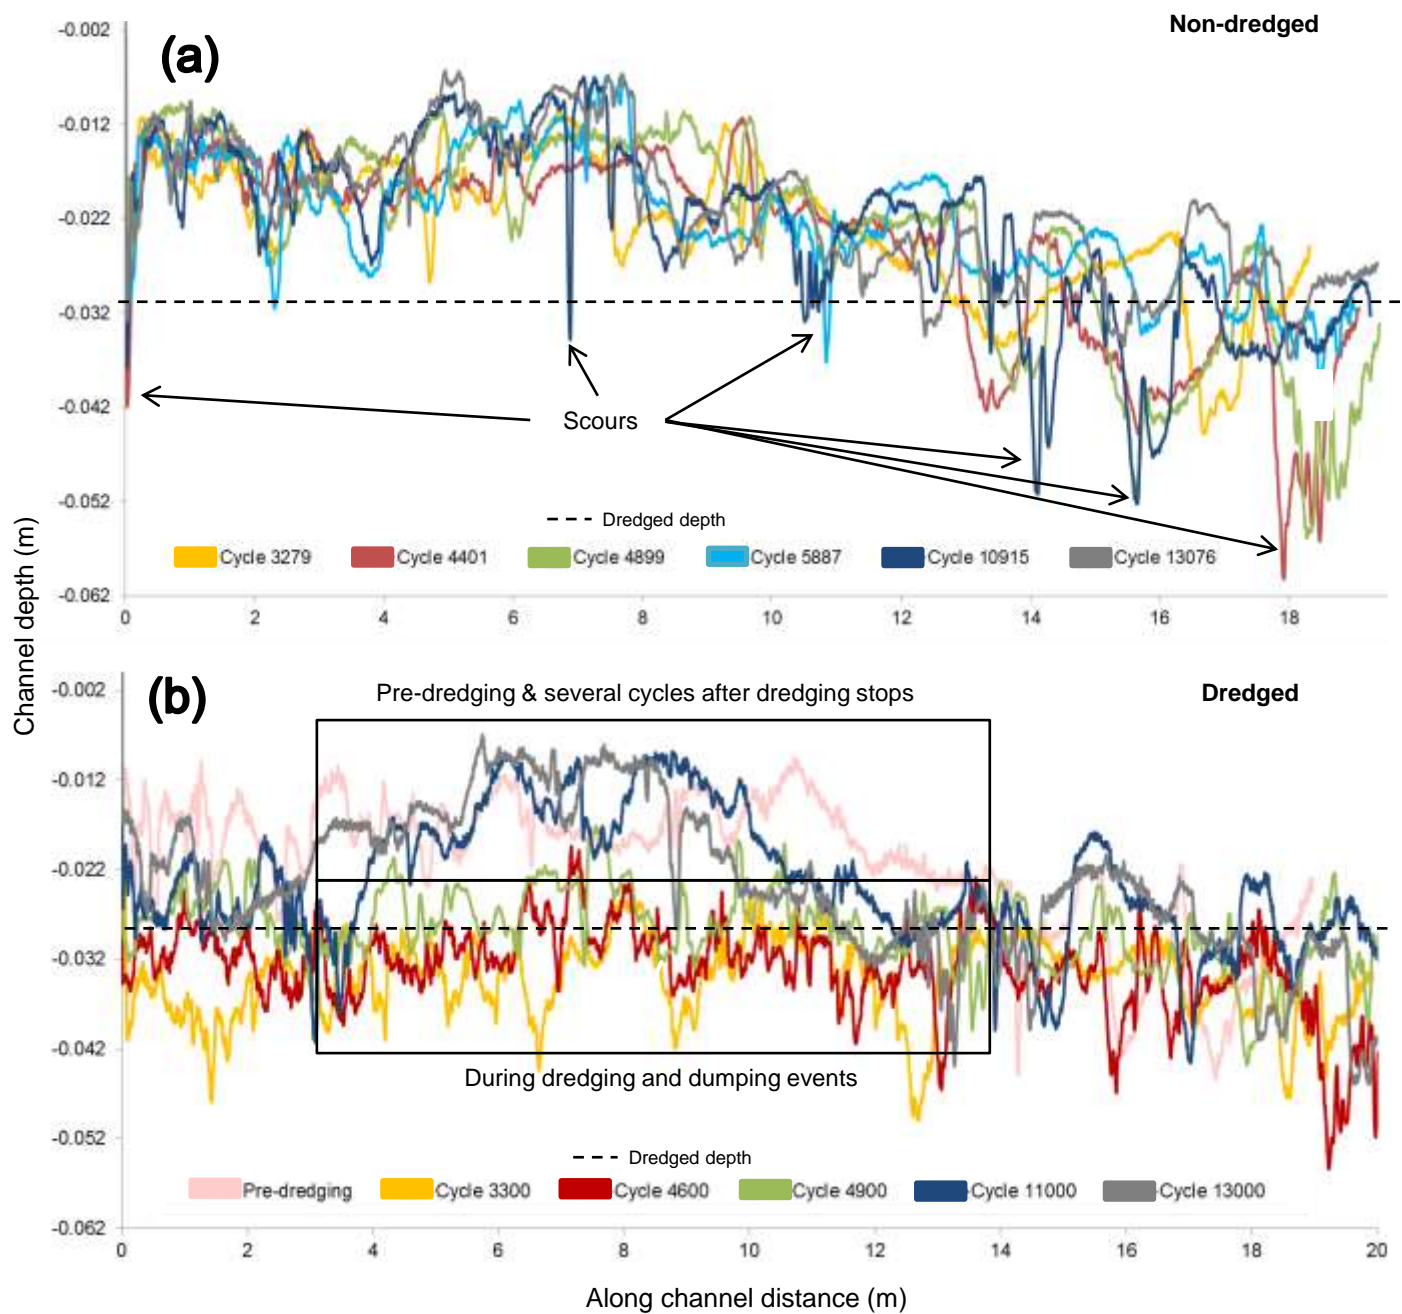 Non-dredged
(a)
-0.002
-0.012
-0.022
-0.032
-0.042
-0.052
-0.062
Scours
Dredged depth
Cycle 3279 Cycle 4401 Cycle 4899 Cycle 5887 Cycle 10915 Cycle 13076
0 2 4 6 8 10 12 14 16 18
Channel depth (m)
(b)
Pre-dredging & several cycles after dredging stops
Dredged
-0.002
-0.012
-0.022
-0.032
-0.042
-0.052
-0.062
During dredging and dumping events
Dredged depth
Pre-dredging Cycle 3300 Cycle 4600 Cycle 4900 Cycle 11000 Cycle 13000
0 2 4 6 8 10 12 14 16 18 20
Along channel distance (m)